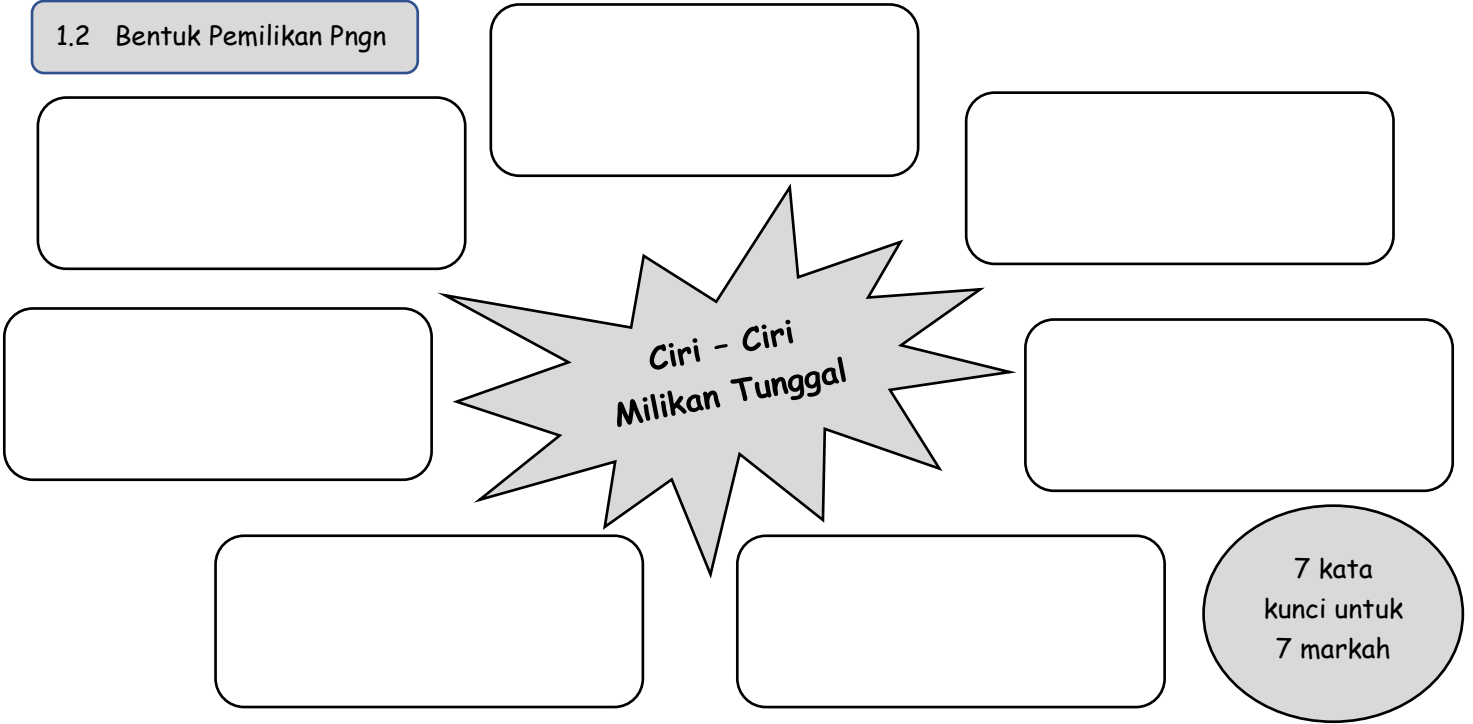 1.2 Bentuk Pemilikan Pngn
Ciri – Ciri
Milikan Tunggal
7 kata
kunci untuk
7 markah